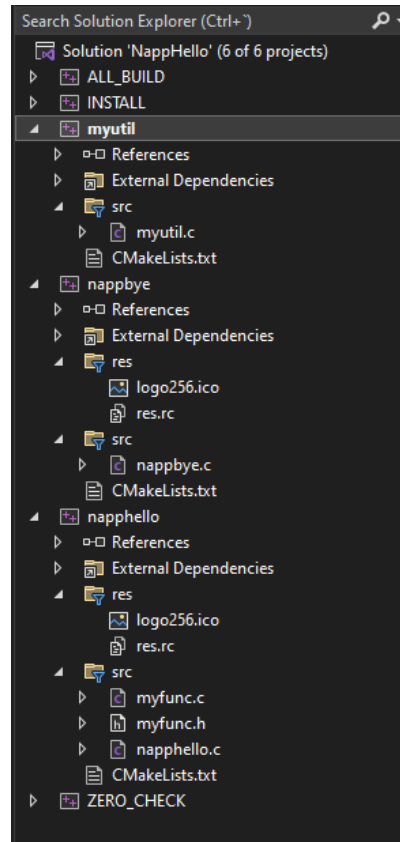 Search Solution Explorer (Ctrl+`)
Solution 'NappHello' (6 of 6 projects)
ALL_BUILD
INSTALL
myutil
References
External Dependencies
src
myutil.c
CMakeLists.txt
nappbye
References
External Dependencies
res
logo256.ico
res.rc
src
nappbye.c
CMakeLists.txt
napphello
References
External Dependencies
res
logo256.ico
res.rc
src
myfunc.c
myfunc.h
napphello.c
CMakeLists.txt
ZERO_CHECK